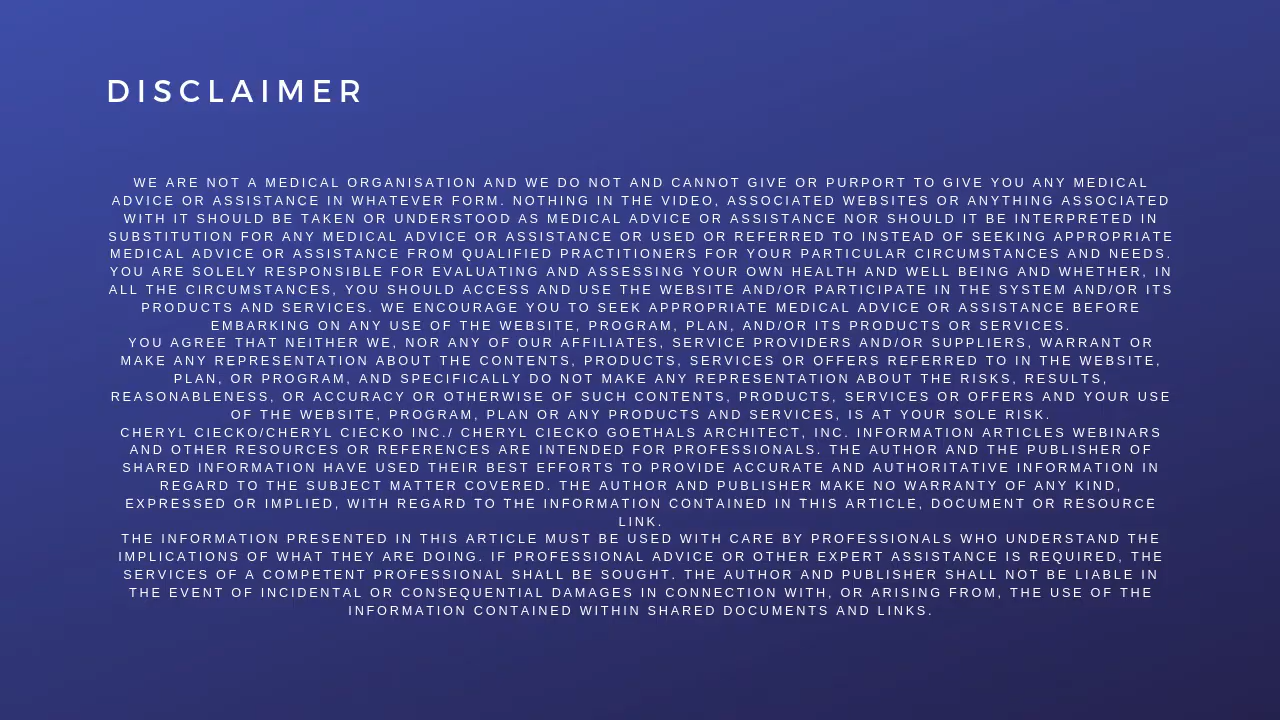 DISCLAIMER
WE ARE NOT A MEDICAL ORGANISATION AND WE DO NOT AND CANNOT GIVE OR PURPORT TO GIVE YOU ANY MEDICAL
ADVICE OR ASSISTANCE IN WHATEVER FORM. NOTHING IN THE VIDEO, ASSOCIATED WEBSITES OR ANYTHING ASSOCIATED
WITH IT SHOULD BE TAKEN OR UNDERSTOOD AS MEDICAL ADVICE OR ASSISTANCE NOR SHOULD IT BE INTERPRETED IN
SUBSTITUTION FOR ANY MEDICAL ADVICE OR ASSISTANCE OR USED OR REFERRED TO INSTEAD OF SEEKING APPROPRIATE
MEDICAL ADVICE OR ASSISTANCE FROM QUALIFIED PRACTITIONERS FOR YOUR PARTICULAR CIRCUMSTANCES AND NEEDS.
YOU ARE SOLELY RESPONSIBLE FOR EVALUATING AND ASSESSING YOUR OWN HEALTH AND WELL BEING AND WHETHER, IN
ALL THE CIRCUMSTANCES, YOU SHOULD ACCESS AND USE THE WEBSITE AND/OR PARTICIPATE IN THE SYSTEM AND/OR ITS
PRODUCTS AND SERVICES. WE ENCOURAGE YOU TO SEEK APPROPRIATE MEDICAL ADVICE OR ASSISTANCE BEFORE
EMBARKING ON ANY USE OF THE WEBSITE, PROGRAM, PLAN, AND/OR ITS PRODUCTS OR SERVICES.
YOU AGREE THAT NEITHER WE, NOR ANY OF OUR AFFILIATES, SERVICE PROVIDERS AND/OR SUPPLIERS, WARRANT OR
MAKE ANY REPRESENTATION ABOUT THE CONTENTS, PRODUCTS, SERVICES OR OFFERS REFERRED TO IN THE WEBSITE,
PLAN, OR PROGRAM, AND SPECIFICALLY DO NOT MAKE ANY REPRESENTATION ABOUT THE RISKS, RESULTS,
REASONABLENESS, OR ACCURACY OR OTHERWISE OF SUCH CONTENTS, PRODUCTS, SERVICES OR OFFERS AND YOUR USE
OF THE WEBSITE, PROGRAM, PLAN OR ANY PRODUCTS AND SERVICES, IS AT YOUR SOLE RISK.
CHERYL CIECKO/CHERYL CIECKO INC./ CHERYL CIECKO GOETHALS ARCHITECT, INC. INFORMATION ARTICLES WEBINARS
AND OTHER RESOURCES OR REFERENCES ARE INTENDED FOR PROFESSIONALS. THE AUTHOR AND THE PUBLISHER OF
SHARED INFORMATION HAVE USED THEIR BEST EFFORTS TO PROVIDE ACCURATE AND AUTHORITATIVE INFORMATION IN
REGARD TO THE SUBJECT MATTER COVERED. THE AUTHOR AND PUBLISHER MAKE NO WARRANTY OF ANY KIND,
EXPRESSED OR IMPLIED, WITH REGARD TO THE INFORMATION CONTAINED IN THIS ARTICLE, DOCUMENT OR RESOURCE
LINK.
THE INFORMATION PRESENTED IN THIS ARTICLE MUST BE USED WITH CARE BY PROFESSIONALS WHO UNDERSTAND THE
IMPLICATIONS OF WHAT THEY ARE DOING. IF PROFESSIONAL ADVICE OR OTHER EXPERT ASSISTANCE IS REQUIRED, THE
SERVICES OF A COMPETENT PROFESSIONAL SHALL BE SOUGHT. THE AUTHOR AND PUBLISHER SHALL NOT BE LIABLE IN
THE EVENT OF INCIDENTAL OR CONSEQUENTIAL DAMAGES IN CONNECTION WITH, OR ARISING FROM, THE USE OF THE
INFORMATION CONTAINED WITHIN SHARED DOCUMENTS AND LINKS.